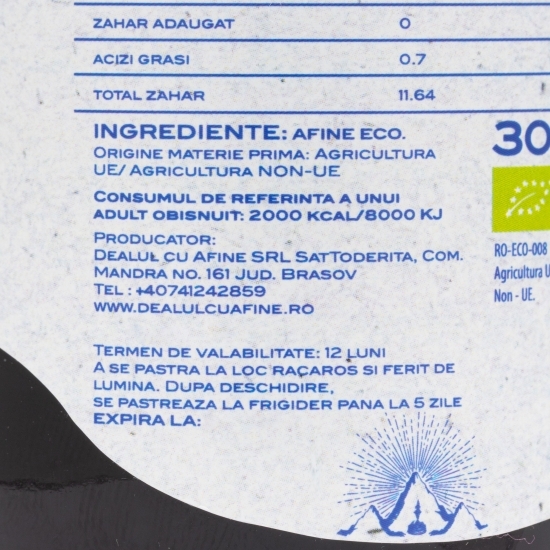 ZAHAR ADAUGAT 0
ACIZI GRASI 0.7
TOTAL ZAHAR 11.64
INGREDIENTE: AFINE ECO.
ORIGINE MATERIE PRIMA: AGRICULTURA
UE/ AGRICULTURA NON-UE
CONSUMUL DE REFERINTA A UNUI
ADULT OBISNUIT: 2000 KCAL/8000 KJ
PRODUCATOR:
DEALUL CU AFINE SRL SATTODERITA, COM.
MANDRA NO. 161 JUD. BRASOV
TEL : +40741242859
WWW.DEALULCUAFINE.RO
TERMEN DE VALABILITATE: 12 LUNI
A SE PASTRA LA LOC RAÇAROS SI FERIT DE
LUMINA. DUPA DESCHIDIRE,
SE PASTREAZA LA FRIGIDER PANA LA 5 ZILE
EXPIRA LA:
30
RO-ECO-008
Agricultura U
Non - UE.